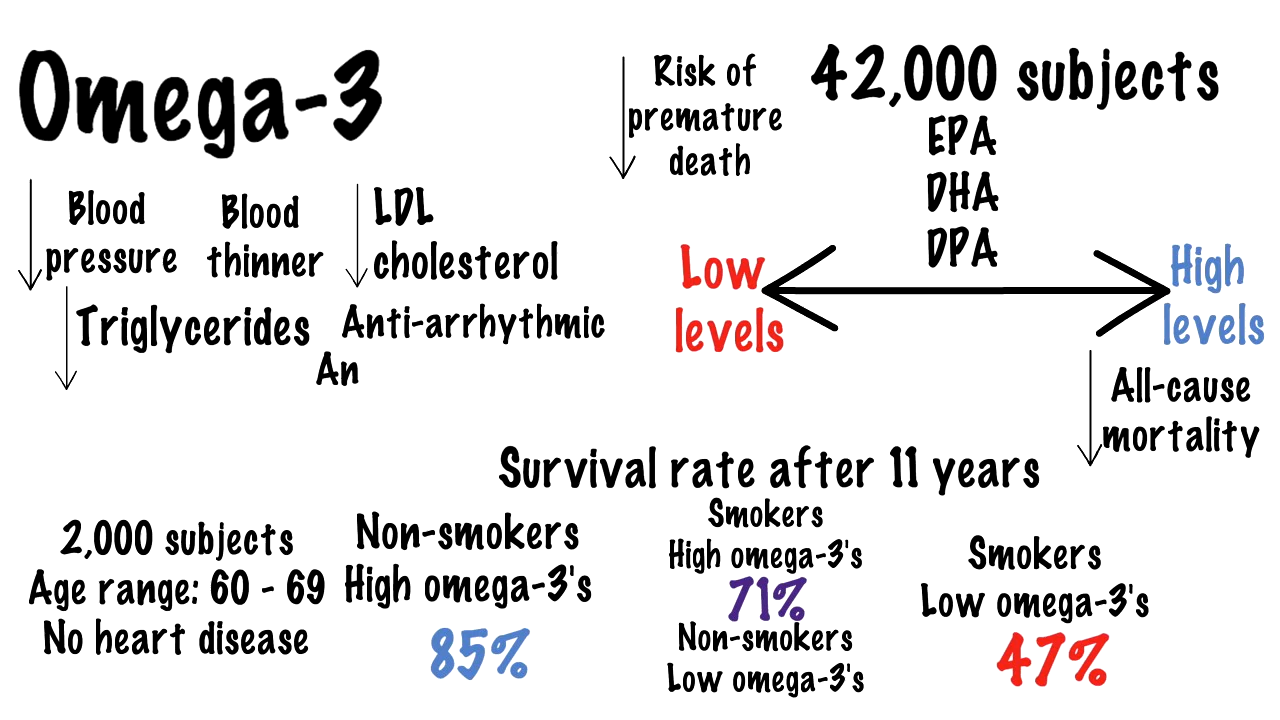 Omega-3
Blood
pressure
Blood
thinner
LDL
cholesterol
Triglycerides
Anti-arrhythmic
An
Risk of
premature
death
42,000 subjects
EPA
DHA
DPA
Low
levels
High
levels
All-cause
mortality
Survival rate after 11 years
2,000 subjects
Age range: 60 - 69
No heart disease
Non-smokers
High omega-3's
85%
Smokers
High omega-3's
71%
Non-smokers
Low omega-3's
Smokers
Low omega-3's
47%